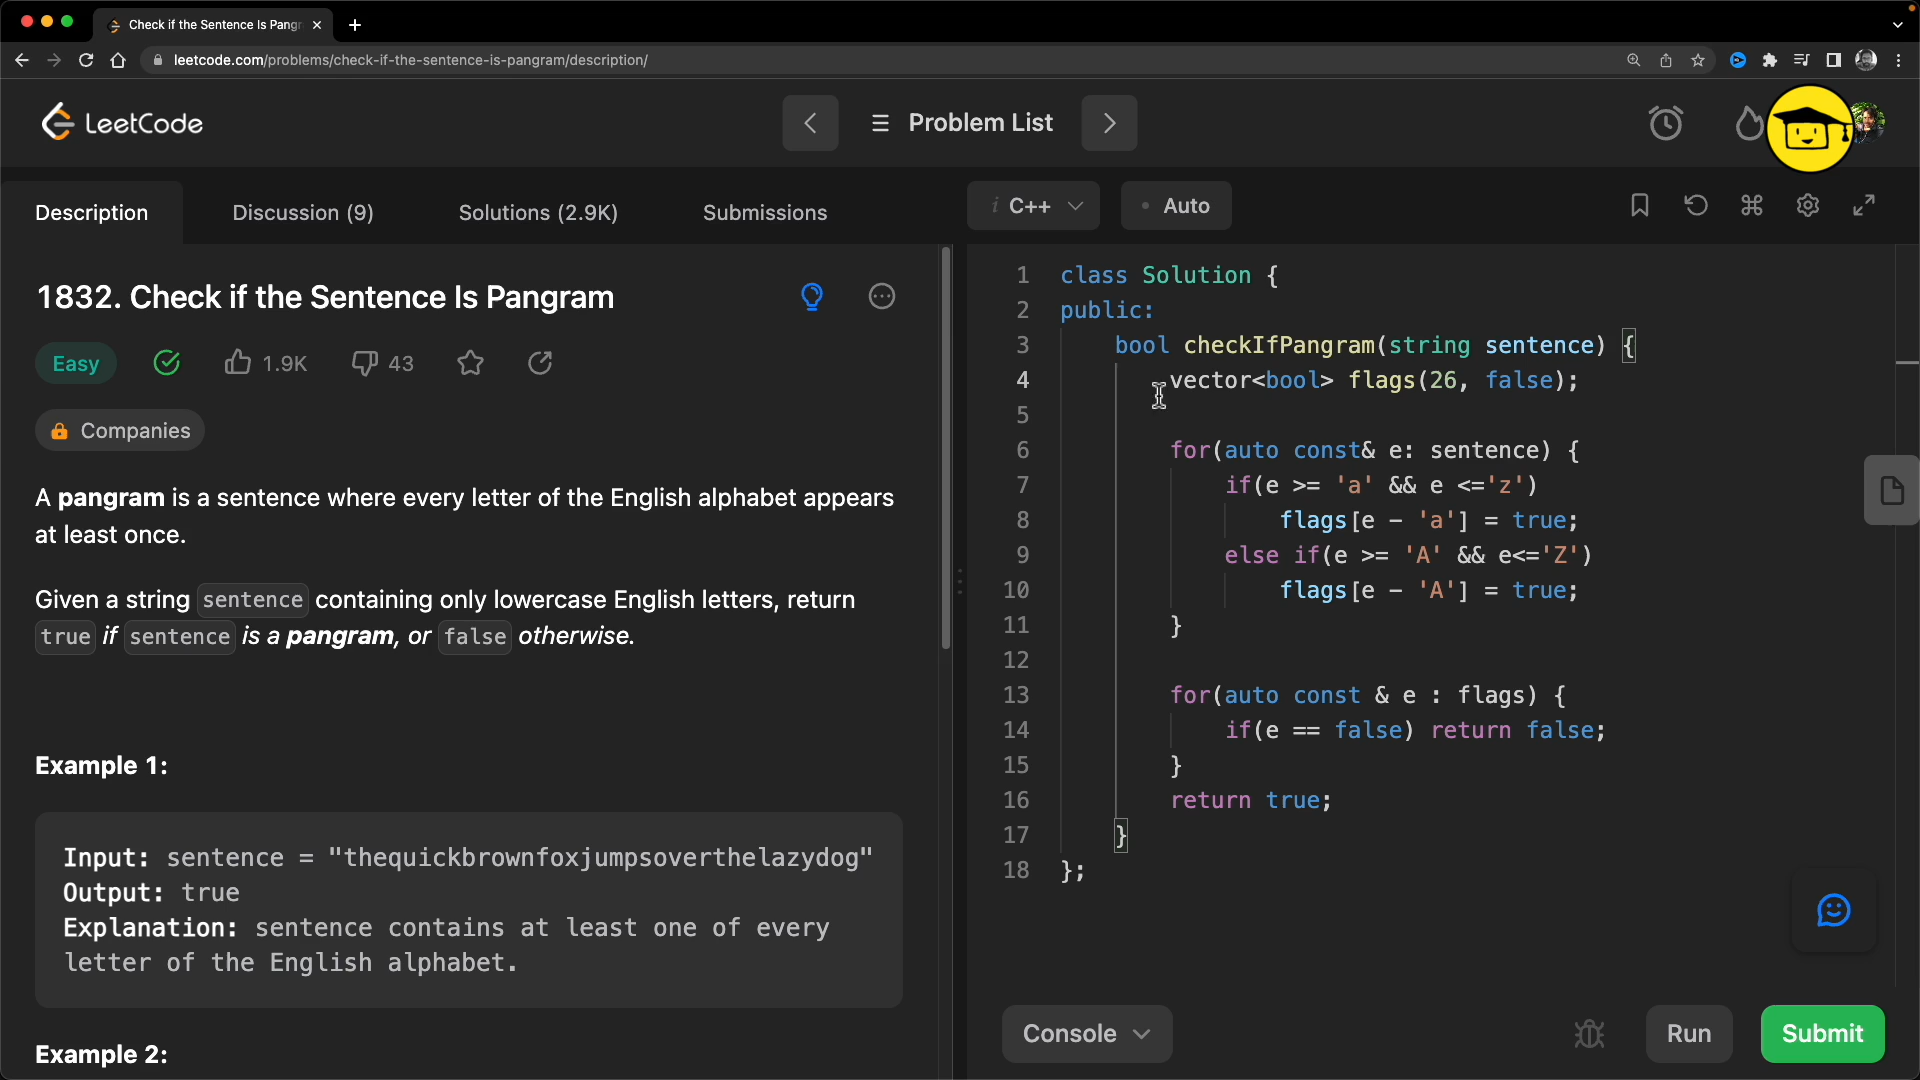 Check if the Sentence Is Pangr
leetcode.com/problems/check-if-the-sentence-is-pangram/description/
LeetCode
Problem List
Description
Discussion (9)
Solutions (2.9K)
Submissions
i C++
Auto
1832. Check if the Sentence Is Pangram
Easy
1.9K
43
Companies
A pangram is a sentence where every letter of the English alphabet appears
at least once.
Given a string sentence containing only lowercase English letters, return
true if sentence is a pangram, or false otherwise.
Example 1:
Input: sentence = "thequickbrownfoxjumpsoverthelazydog"
Output: true
Explanation: sentence contains at least one of every
letter of the English alphabet.
Example 2:
1 class Solution {
2 public:
3 bool checkIfPangram(string sentence) {
4 vector<bool> flags(26, false);
5
6 for(auto const& e: sentence) {
7 if(e >= 'a' && e <='z')
8 flags[e - 'a'] = true;
9 else if(e >= 'A' && e<='Z')
10 flags[e - 'A'] = true;
11 }
12
13 for(auto const & e : flags) {
14 if(e == false) return false;
15 }
16 return true;
17 }
18 };
Console
Run
Submit